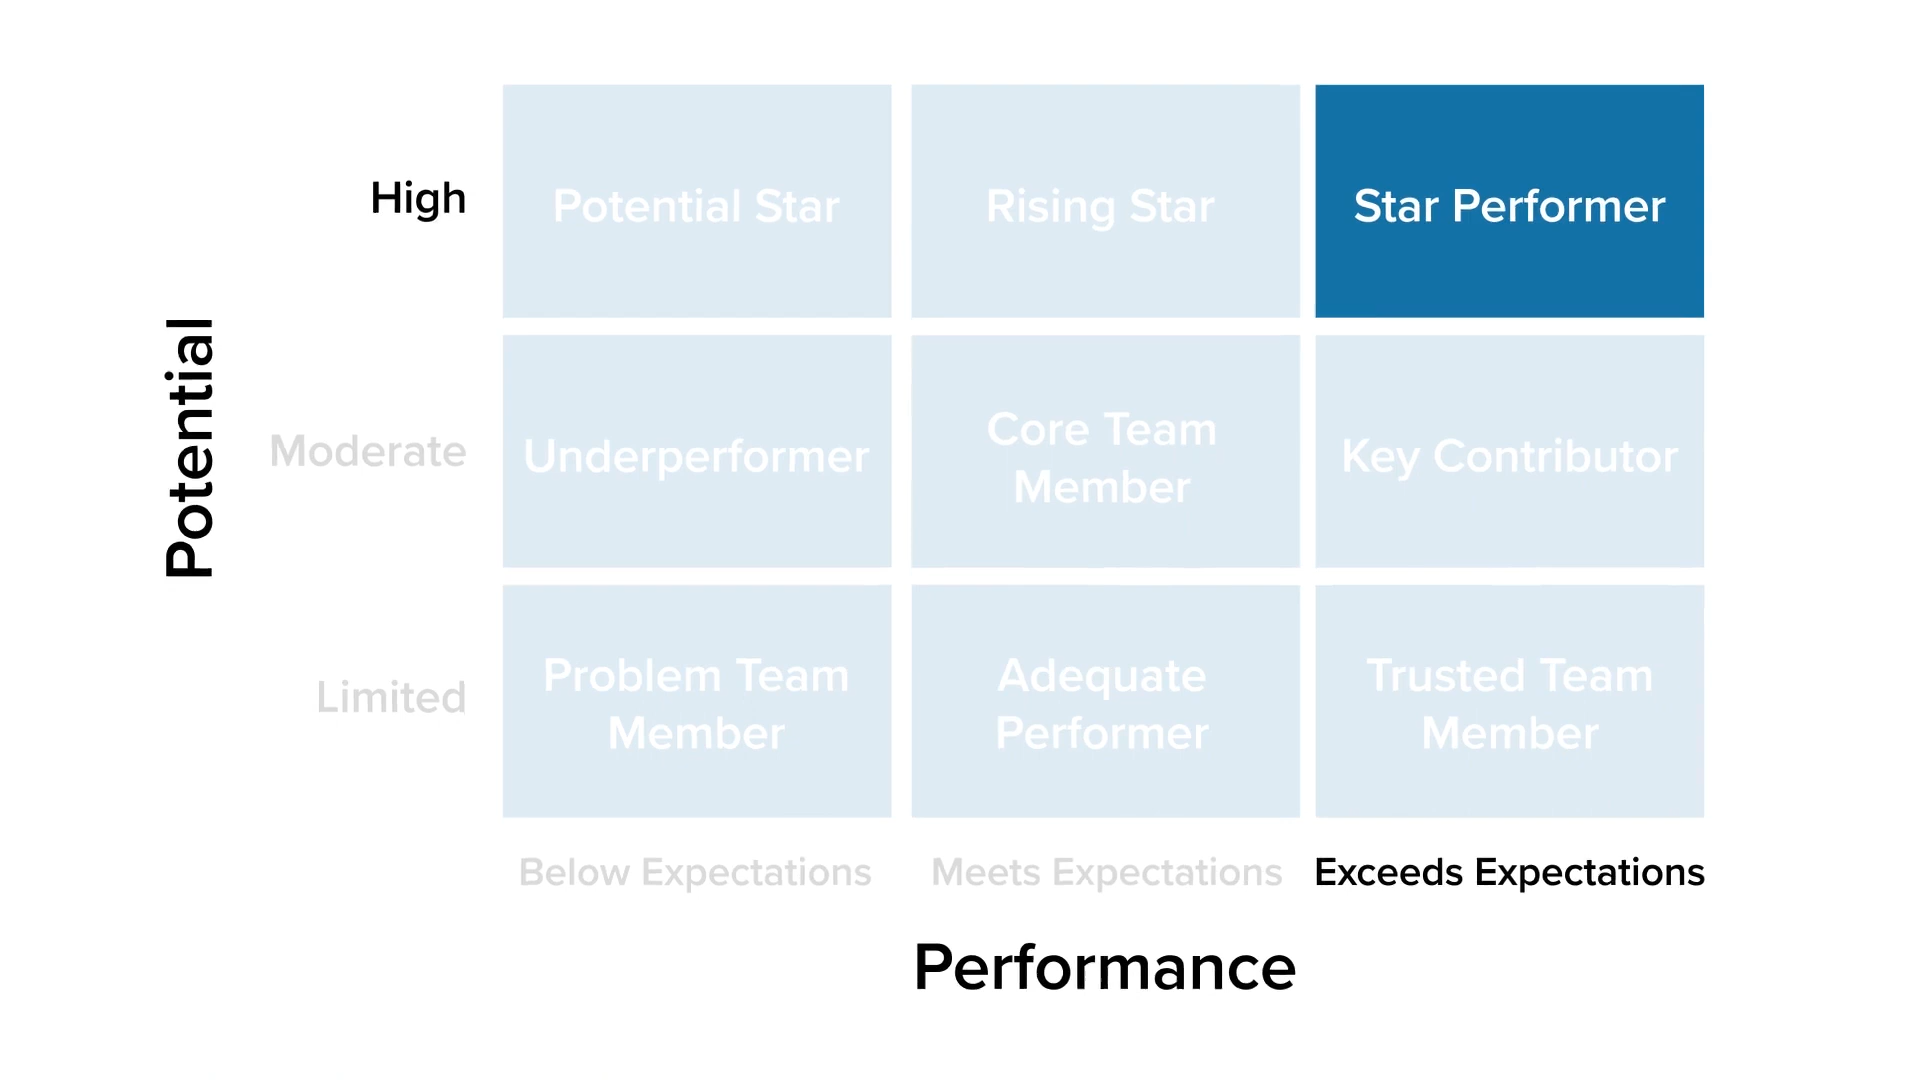 High
Potential Star
Rising Star
Star Performer
Potential
Moderate
Underperformer
Core Team
Member
Key Contributor
Limited
Problem Team
Member
Adequate
Performer
Trusted Team
Member
Below Expectations
Meets Expectations
Exceeds Expectations
Performance